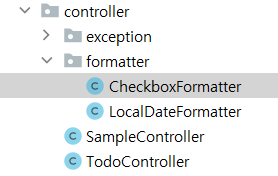 controller
exception
formatter
C CheckboxFormatter
C LocalDateFormatter
C SampleController
C TodoController